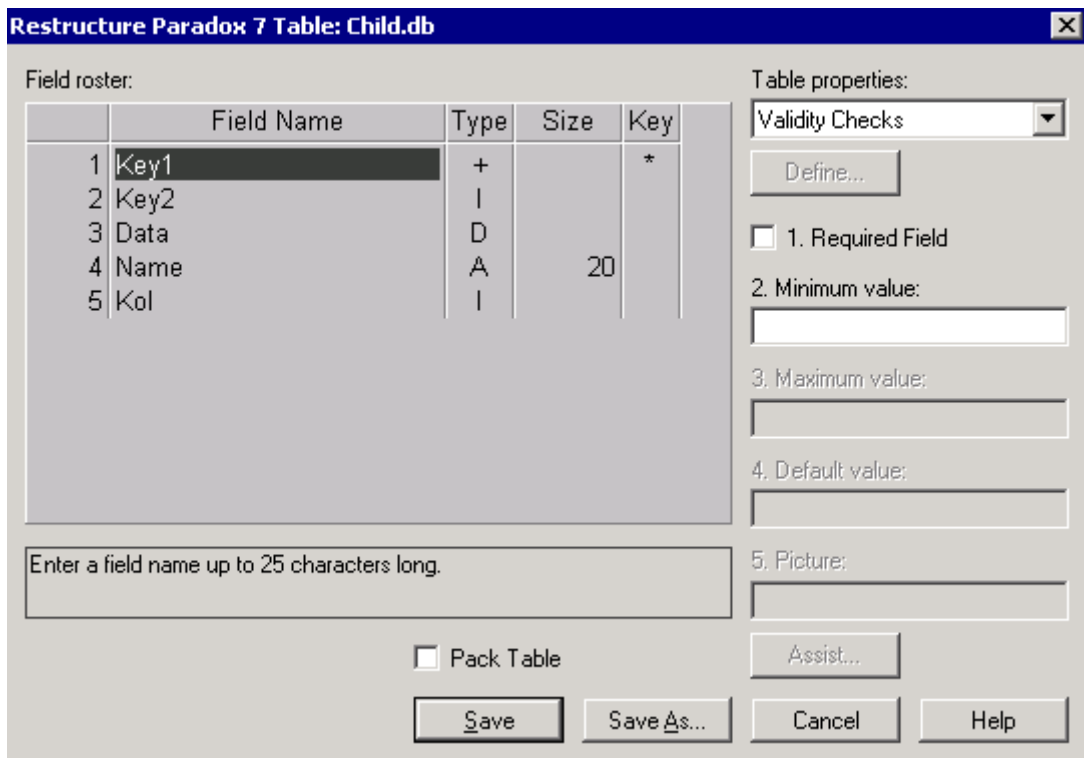 Restructure Paradox 7 Table: Child.db
Field roster:
Field Name Type Size Key
1 Key1 + *
2 Key2 I
3 Data D
4 Name A 20
5 Kol I
Enter a field name up to 25 characters long.
Pack Table
Save Save As...
Table properties:
Validity Checks
Define...
1. Required Field
2. Minimum value:
3. Maximum value:
4. Default value:
5. Picture:
Assist...
Cancel Help